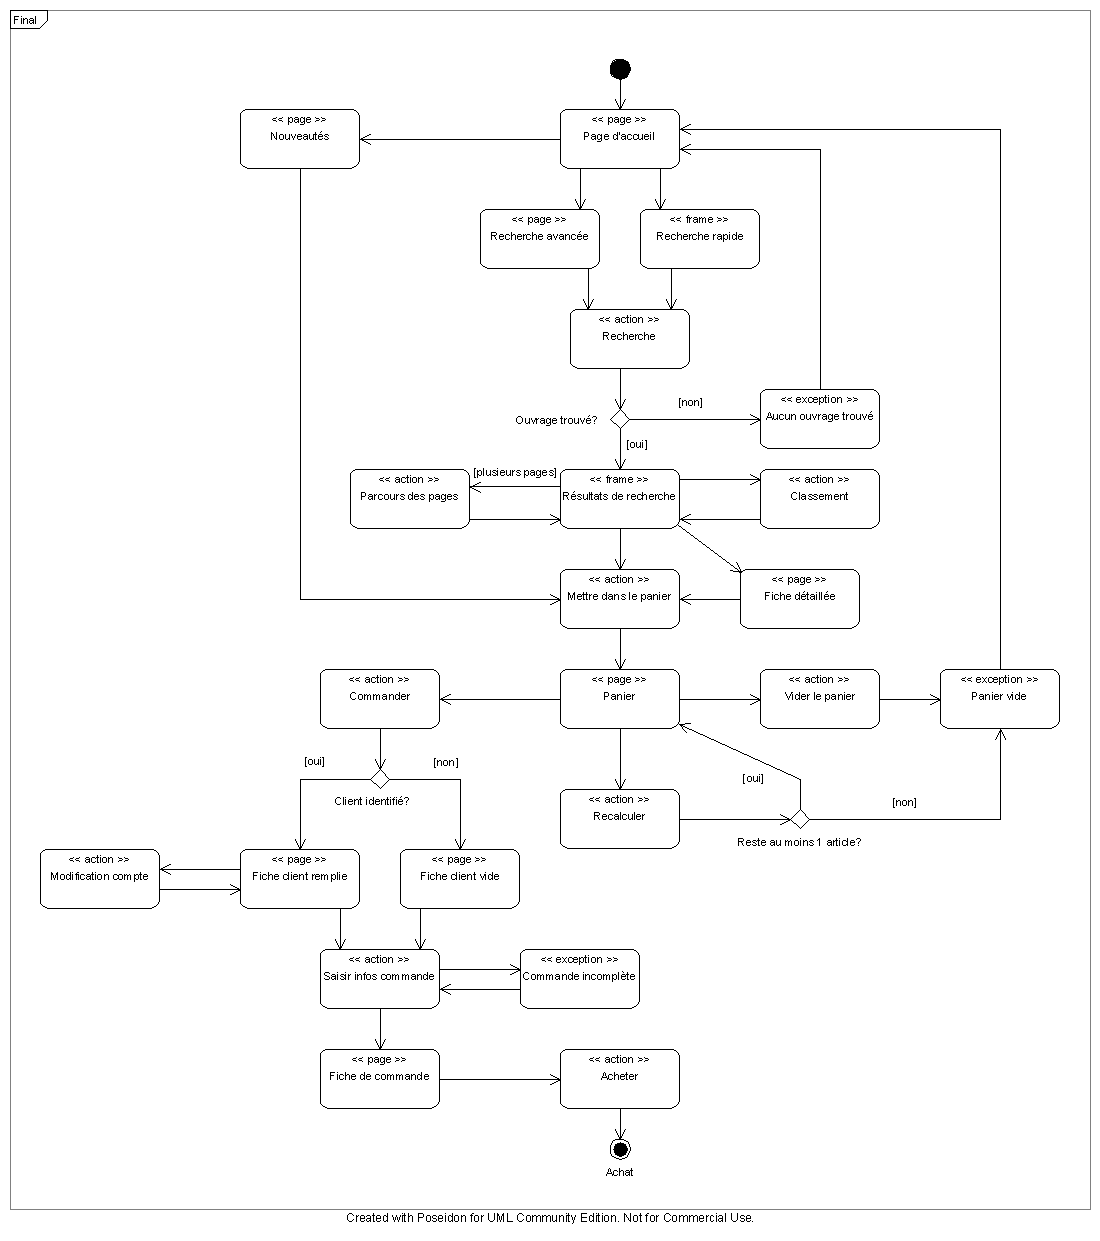 Final
<< page >>
Nouveautés
<< page >>
Page d'accueil
<< page >>
Recherche avancée
<< frame >>
Recherche rapide
<< action >>
Recherche
Ouvrage trouvé?
[non]
[oui]
<< exception >>
Aucun ouvrage trouvé
<< action >>
Parcours des pages
[plusieurs pages]
<< frame >>
Résultats de recherche
<< action >>
Classement
<< action >>
Mettre dans le panier
<< page >>
Fiche détaillée
<< action >>
Commander
<< page >>
Panier
<< action >>
Vider le panier
<< exception >>
Panier vide
[oui]
[non]
Client identifié?
<< action >>
Recalculer
[oui]
[non]
Reste au moins 1 article?
<< action >>
Modification compte
<< page >>
Fiche client remplie
<< page >>
Fiche client vide
<< action >>
Saisir infos commande
<< exception >>
Commande incomplète
<< page >>
Fiche de commande
<< action >>
Acheter
Achat
Created with Poseidon for UML Community Edition. Not for Commercial Use.